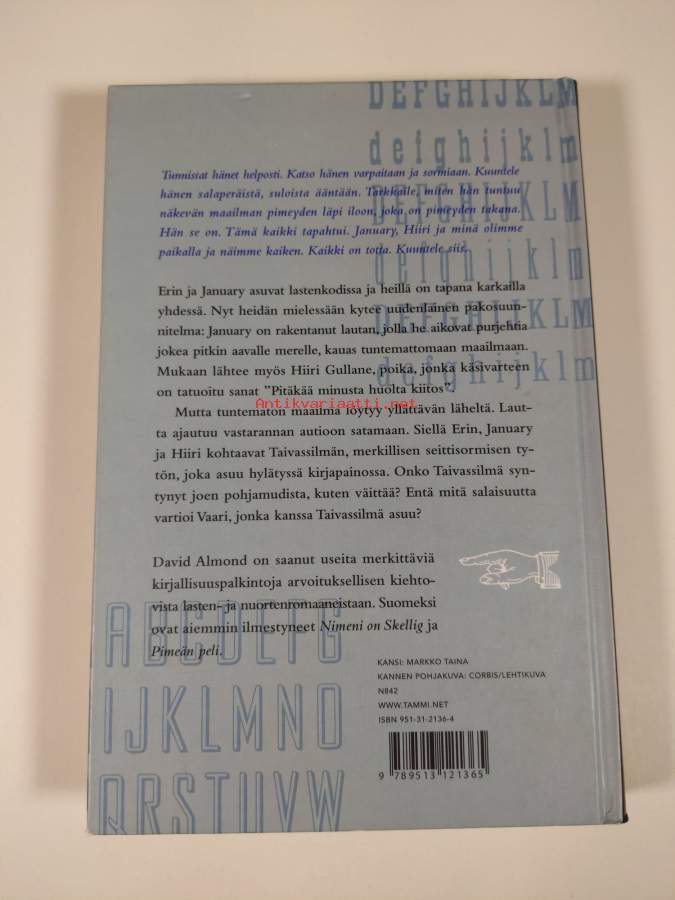 DEFGHIJKLM
defghijklm
Tunnistat hänet helposti. Katso hänen varpaitaan ja sormiaan. Kuuntele
hänen salaperäistä, suloista ääntään. Tarkkaile, miten hän tuntuu
näkevän maailman pimeyden läpi iloon, joka on pimeyden takana.
Hän se on. Tämä kaikki tapahtui. January, Hiiri ja minä olimme
paikalla ja näimme kaiken. Kaikki on totta. Kuuntele siis.
Erin ja January asuvat lastenkodissa ja heillä on tapana karkailla
yhdessä. Nyt heidän mielessään kytee uudenlainen pakosuun-
nitelma: January on rakentanut lautan, jolla he aikovat purjehtia
jokea pitkin aavalle merelle, kauas tuntemattomaan maailmaan.
Mukaan lähtee myös Hiiri Gullane, poika, jonka käsivarteen
on tatuoitu sanat "Pitäkää minusta huolta kiitos".
Antikvariaatti.net
Mutta tuntematon maailma löytyy yllättävän läheltä. Laut-
ta ajautuu vastarannan autioon satamaan. Siellä Erin, January
ja Hiiri kohtaavat Taivassilmän, merkillisen seittisormisen ty-
tön, joka asuu hylätyssä kirjapainossa. Onko Taivassilmä syn-
tynyt joen pohjamudista, kuten väittää? Entä mitä salaisuutta
vartioi Vaari, jonka kanssa Taivassilmä asuu?
David Almond on saanut useita merkittäviä
kirjallisuuspalkintoja arvoituksellisen kiehto-
vista lasten- ja nuortenromaaneistaan. Suomeksi
ovat aiemmin ilmestyneet Nimeni on Skellig ja
Pimeän peli.
ABCDEFG
IJKLMNO
QRSTUVW
KANSI: MARKKO TAINA
KANNEN POHJAKUVA: CORBIS/LEHTIKUVA
N842
WWW.TAMMI.NET
ISBN 951-31-2136-4
9 789513 121365